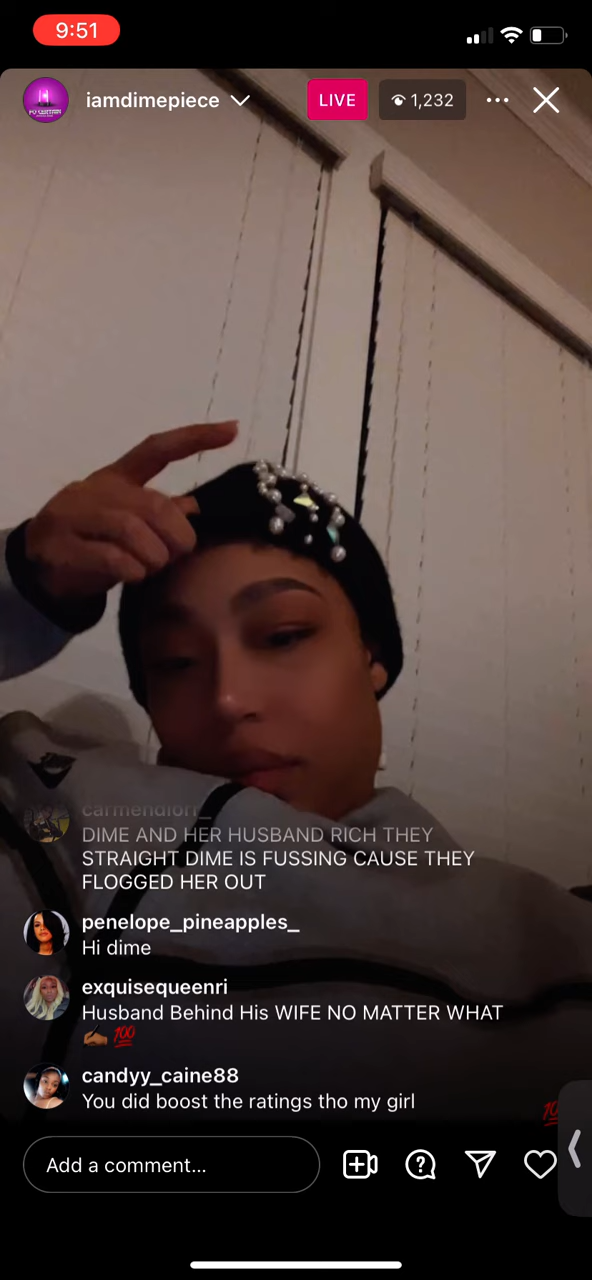 9:51
iamdimepiece
LIVE
1,232
carmendiori_
DIME AND HER HUSBAND RICH THEY
STRAIGHT DIME IS FUSSING CAUSE THEY
FLOGGED HER OUT
penelope_pineapples_
Hi dime
exquisequeenri
Husband Behind His WIFE NO MATTER WHAT
✍🏽 💯
candyy_caine88
You did boost the ratings tho my girl
Add a comment...